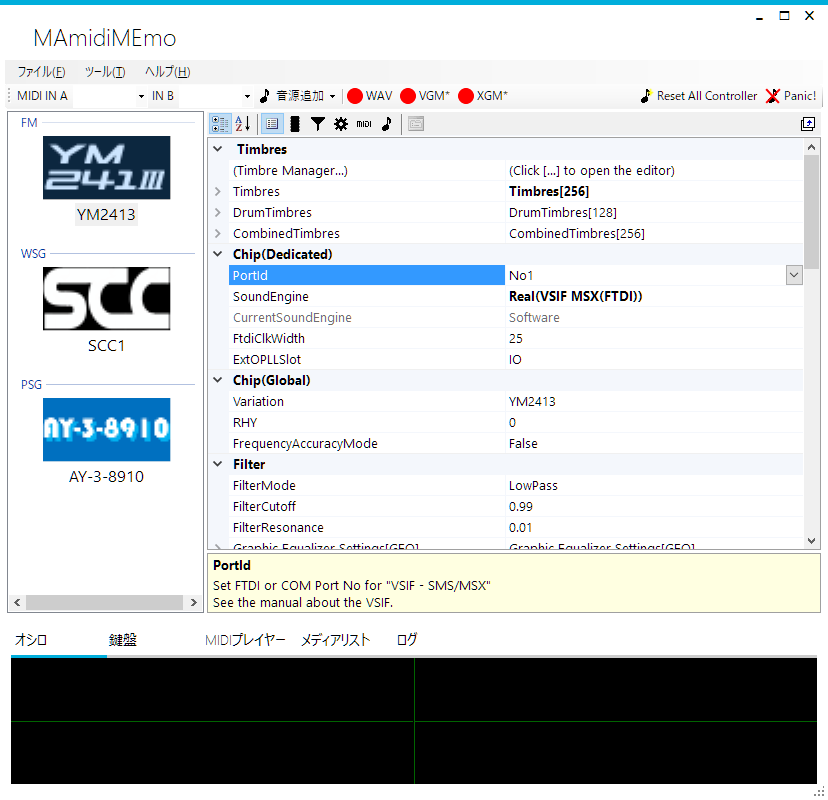 MAmidiMEmo
ファイル(F) ツール(T) ヘルプ(H)
MIDI IN A IN B 音源追加 WAV VGM* XGM* Reset All Controller Panic!
FM
YM
2413
YM2413
WSG
SCC
SCC1
PSG
AY-3-8910
AY-3-8910
A
Z
MIDI
Timbres
(Timbre Manager...) (Click [...] to open the editor)
Timbres Timbres[256]
DrumTimbres DrumTimbres[128]
CombinedTimbres CombinedTimbres[256]
Chip(Dedicated)
PortId No1
SoundEngine Real(VSIF MSX(FTDI))
CurrentSoundEngine Software
FtdiClkWidth 25
ExtOPLLSlot IO
Chip(Global)
Variation YM2413
RHY 0
FrequencyAccuracyMode False
Filter
FilterMode LowPass
FilterCutoff 0.99
FilterResonance 0.01
Graphic Equalizer Settings[GEQ] Graphic Equalizer Settings[GEQ]
PortId
Set FTDI or COM Port No for "VSIF - SMS/MSX"
See the manual about the VSIF.
オシロ 鍵盤 MIDIプレイヤー メディアリスト ログ